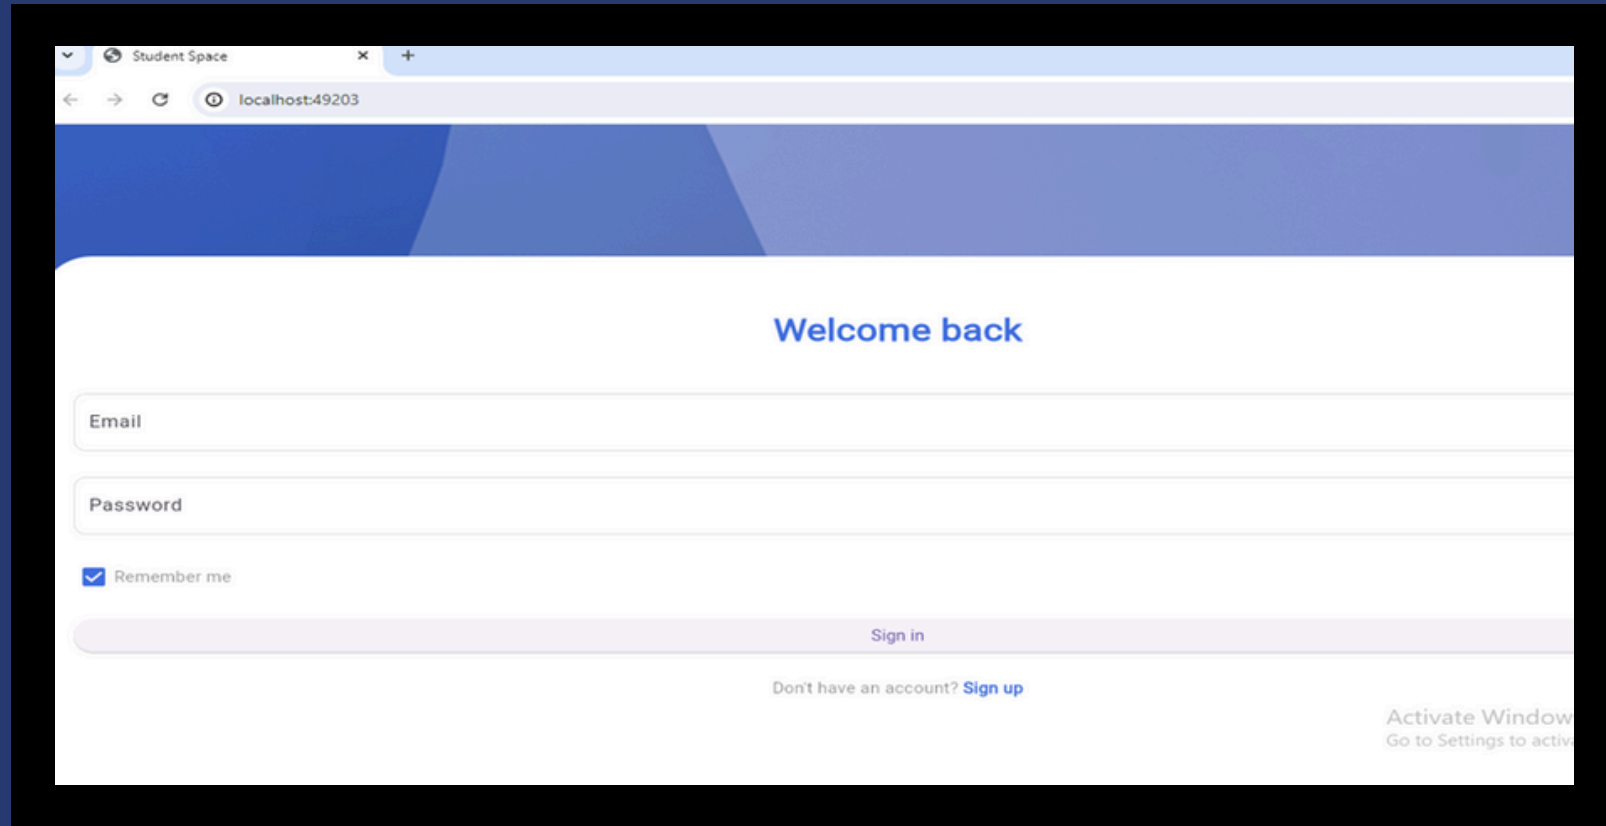 Student Space
localhost:49203
Welcome back
Email
Password
Remember me
Sign in
Don't have an account? Sign up
Activate Window
Go to Settings to activ